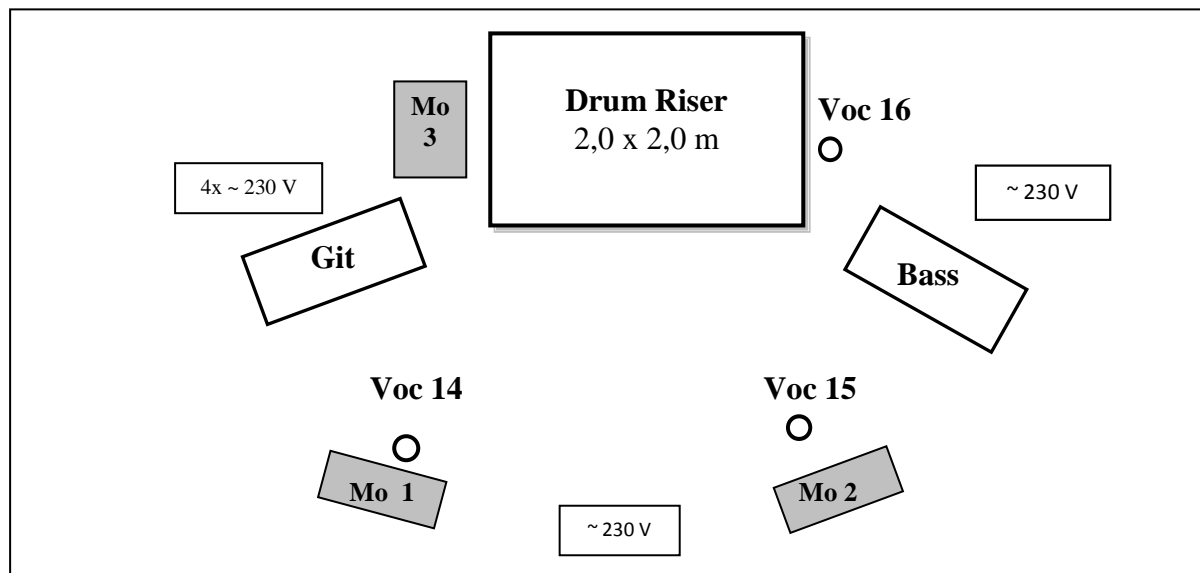 Drum Riser
2,0 x 2,0 m
Mo
3
Voc 16
4x ~ 230 V
~ 230 V
Git
Bass
Voc 14
Voc 15
Mo 1
Mo 2
~ 230 V